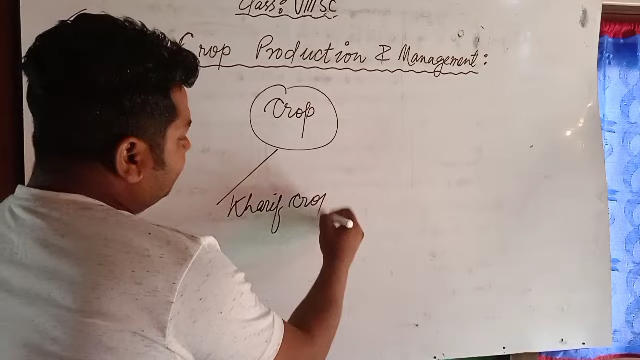 Class: VIII SC
Crop Production & Management:
Crop
Kharif Crop